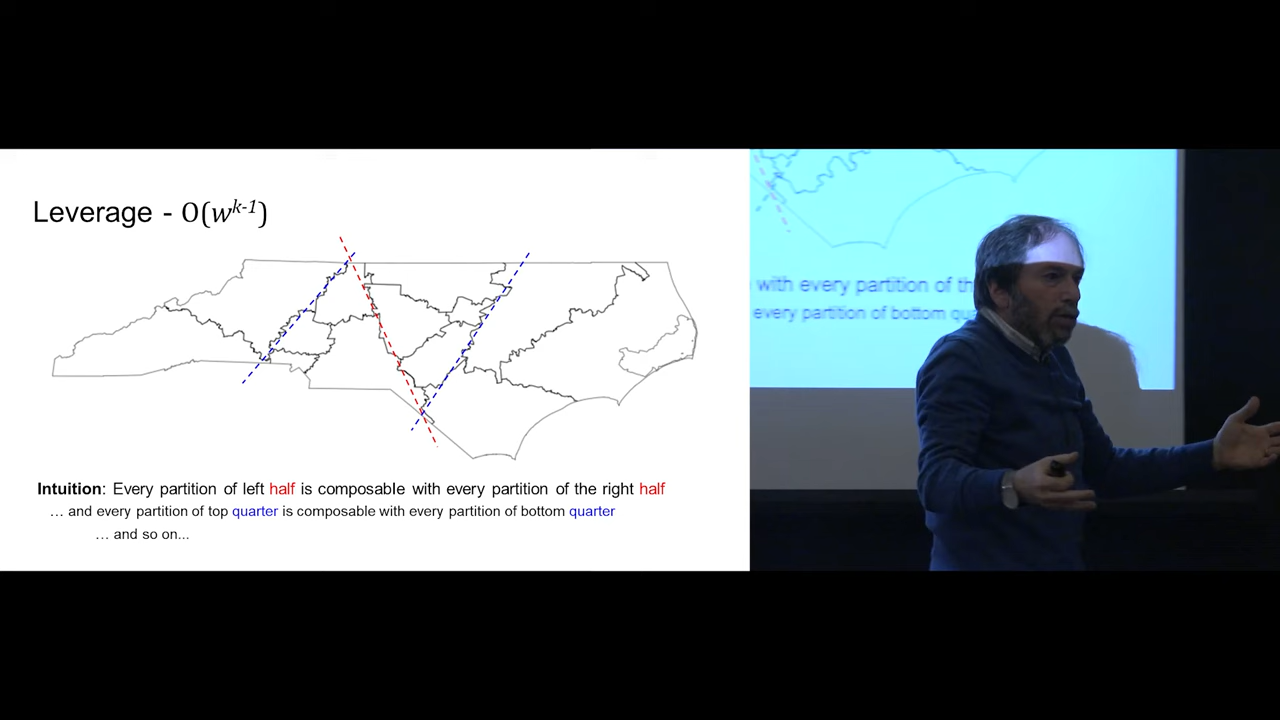 Leverage - O(w^{k-1})
Intuition: Every partition of left half is composable with every partition of the right half
… and every partition of top quarter is composable with every partition of bottom quarter
… and so on...
with every partition of
every partition of bottom